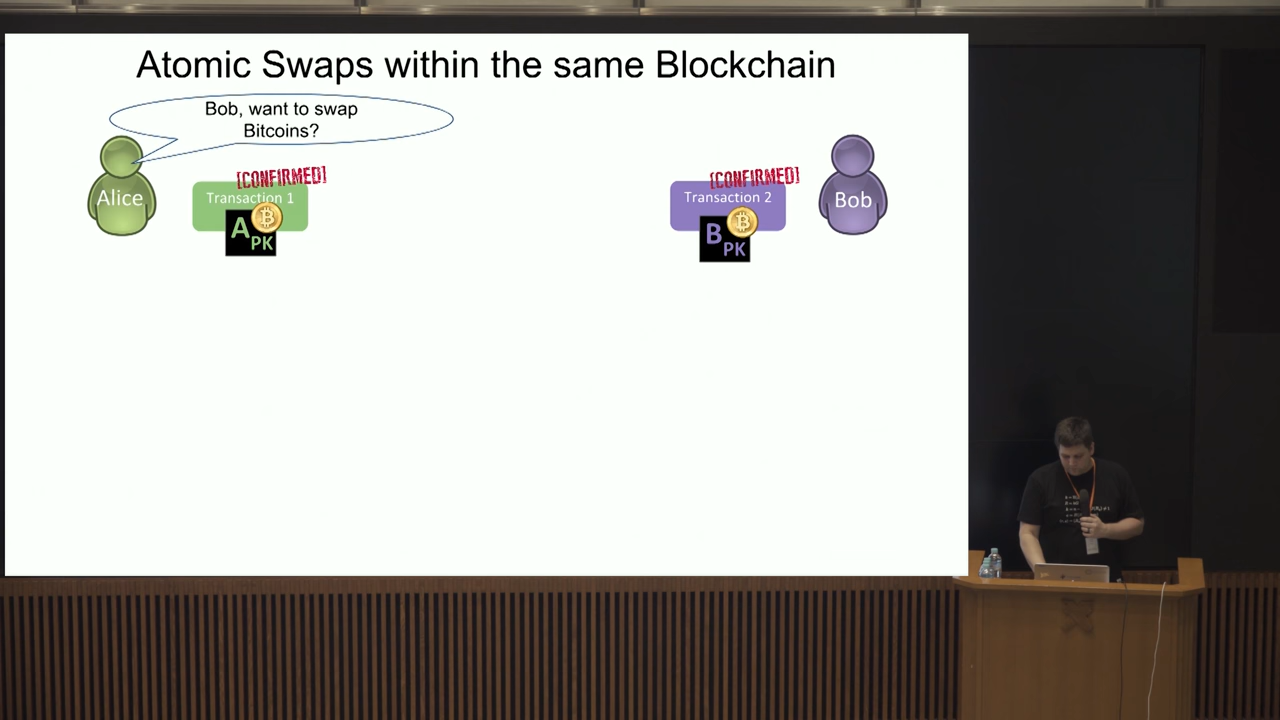 Atomic Swaps within the same Blockchain
Bob, want to swap
Bitcoins?
Alice
[CONFIRMED]
Transaction 1
A
PK
[CONFIRMED]
Transaction 2
B
PK
Bob